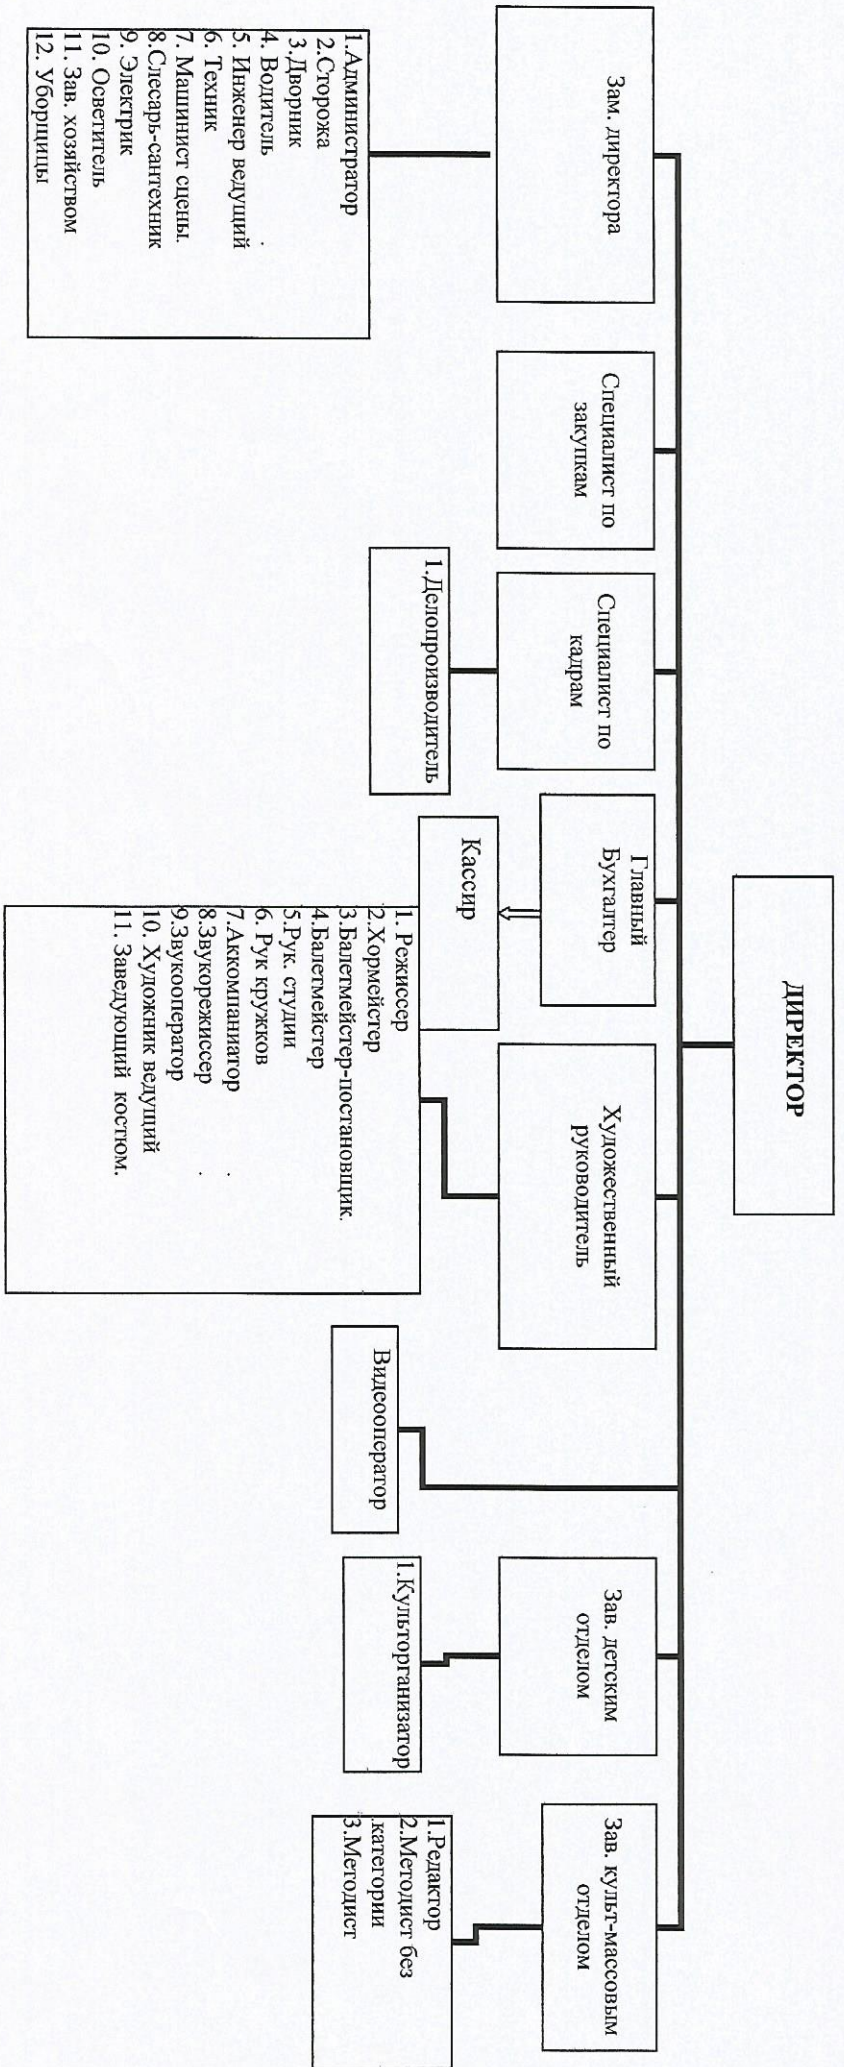 ДИРЕКТОР
Зам. директора
Специалист по
закупкам
Специалист по
кадрам
Главный
Бухгалтер
Художественный
руководитель
Зав. детским
отделом
Зав. культ-массовым
отделом
1.Администратор
2.Сторожа
3.Дворник
4. Водитель
5. Инженер ведущий
6. Техник
7. Машинист сцены.
8.Слесарь-сантехник
9. Электрик
10. Осветитель
11. Зав. хозяйством
12. Уборщицы
1.Делопроизводитель
Кассир
1. Режиссер
2.Хормейстер
3.Балетмейстер-постановщик.
4.Балетмейстер
5.Рук. студии
6. Рук кружков
7.Аккомпаниатор
8.Звукорежиссер
9.Звукооператор
10. Художник ведущий
11. Заведующий костюм.
Видеооператор
1.Культорганизатор
1.Редактор
2.Методист без
.категории
3.Методист